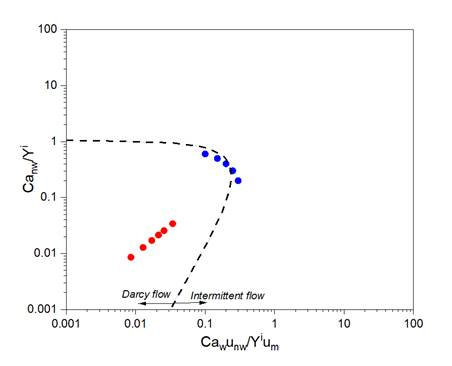 100
10
1
0.1
0.01
0.001
Ca_nw/Y^i
Darcy flow
Intermittent flow
0.001 0.01 0.1 1 10 100
Ca_w u_nw/Y^i u_m